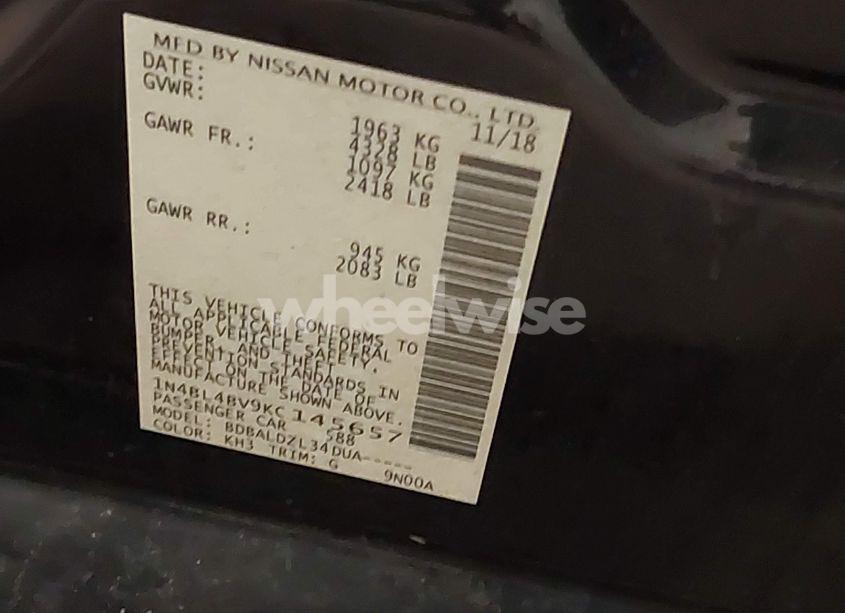 MFD BY NISSAN MOTOR CO., LTD.
DATE: 11/18
GVWR: 1963 KG
4328 LB
GAWR FR.: 1097 KG
2418 LB
GAWR RR.: 945 KG
2083 LB
THIS VEHICLE CONFORMS TO
ALL APPLICABLE FEDERAL
MOTOR VEHICLE SAFETY,
BUMPER, AND THEFT
PREVENTION STANDARDS IN
EFFECT ON THE DATE OF
MANUFACTURE SHOWN ABOVE.
1N4BL4BV9KC145657
PASSENGER CAR 588
MODEL: BDBALDZL34DUA-----
COLOR: KH3 TRIM: G 9N00A
wheelwise